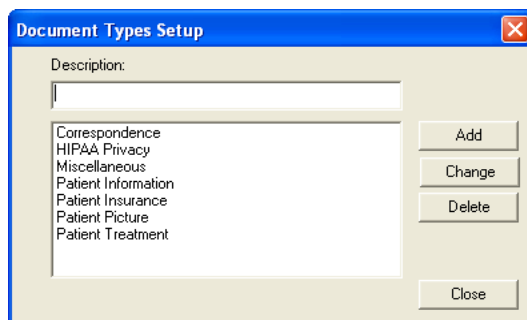 Document Types Setup
Description:
Correspondence
HIPAA Privacy
Miscellaneous
Patient Information
Patient Insurance
Patient Picture
Patient Treatment
Add
Change
Delete
Close